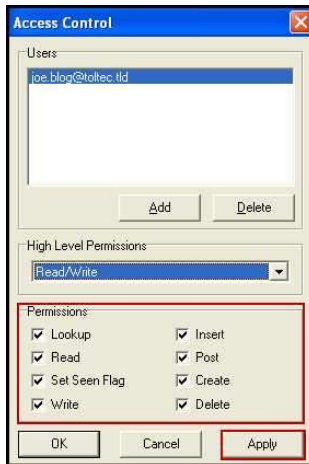 Access Control
Users
joe.blog@toltec.tld
Add Delete
High Level Permissions
Read/Write
Permissions
Lookup Insert
Read Post
Set Seen Flag Create
Write Delete
OK Cancel Apply